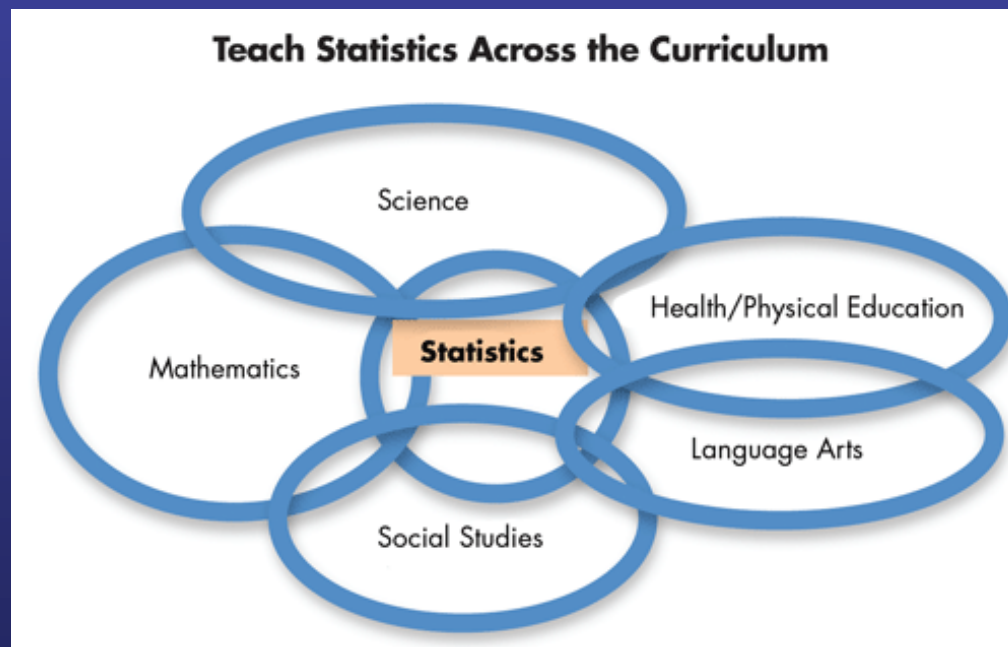 Teach Statistics Across the Curriculum
Science
Health/Physical Education
Statistics
Mathematics
Language Arts
Social Studies